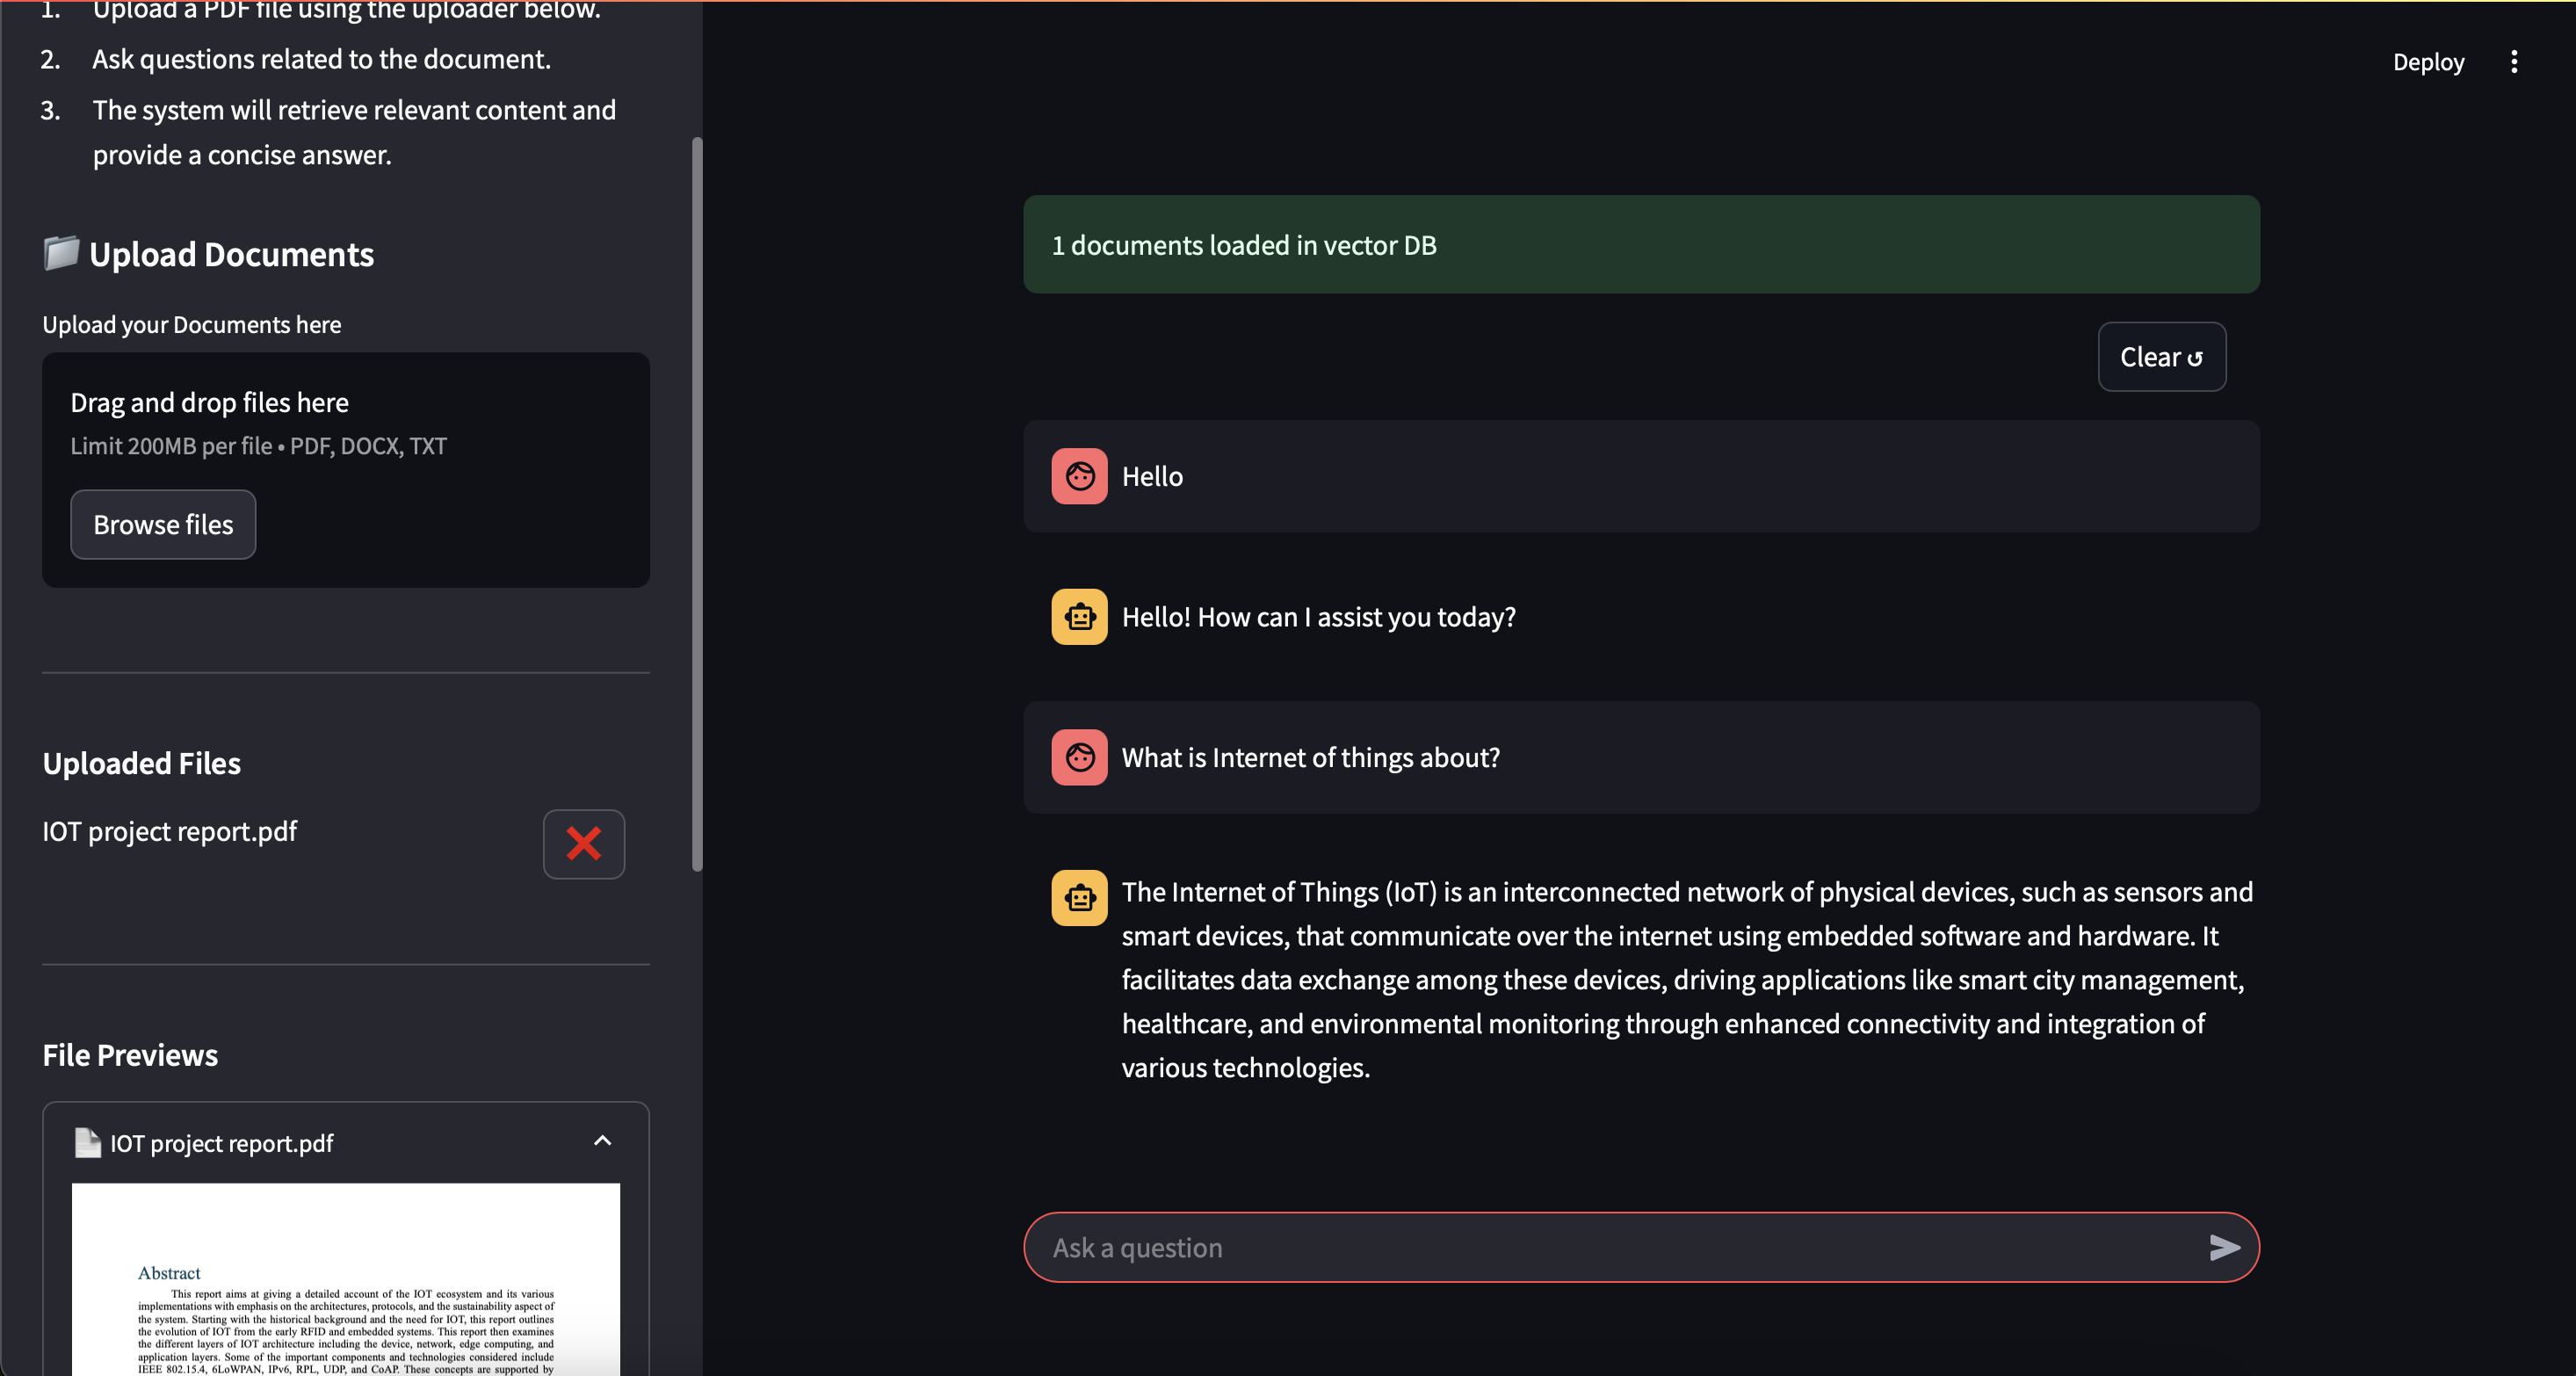 1. Upload a PDF file using the uploader below.
2. Ask questions related to the document.
3. The system will retrieve relevant content and
provide a concise answer.
Upload Documents
Upload your Documents here
Drag and drop files here
Limit 200MB per file • PDF, DOCX, TXT
Browse files
Uploaded Files
IOT project report.pdf
File Previews
IOT project report.pdf
Abstract
This report aims at giving a detailed account of the IOT ecosystem and its various
implementations with emphasis on the architectures, protocols, and the sustainability aspect of
the system. Starting with the historical background and the need for IOT, this report outlines
the evolution of IOT from the early RFID and embedded systems. This report then examines
the different layers of IOT architecture including the device, network, edge computing, and
application layers. Some of the important components and technologies considered include
IEEE 802.15.4, 6LoWPAN, IPv6, RPL, UDP, and CoAP. These concepts are supported by
Deploy
1 documents loaded in vector DB
Clear ↺
Hello
Hello! How can I assist you today?
What is Internet of things about?
The Internet of Things (IoT) is an interconnected network of physical devices, such as sensors and
smart devices, that communicate over the internet using embedded software and hardware. It
facilitates data exchange among these devices, driving applications like smart city management,
healthcare, and environmental monitoring through enhanced connectivity and integration of
various technologies.
Ask a question